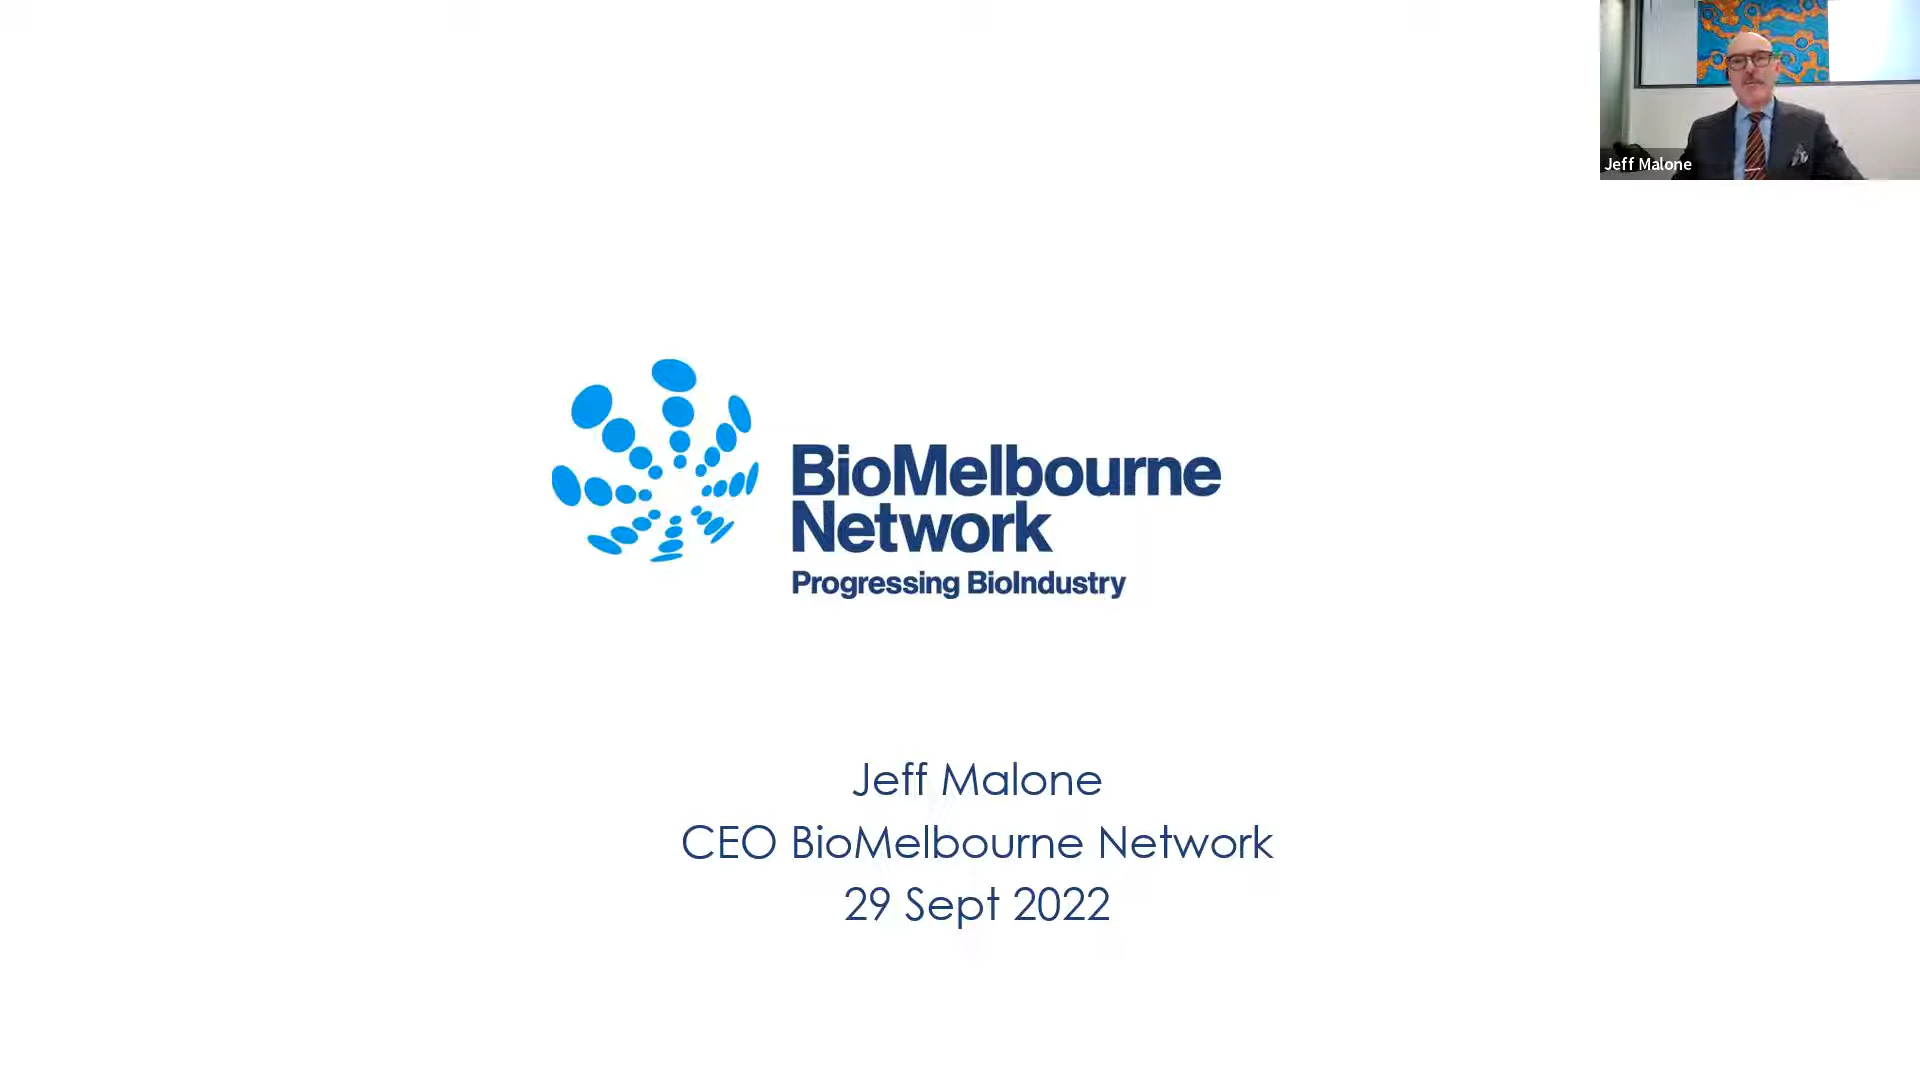 Jeff Malone
BioMelbourne
Network
Progressing BioIndustry
Jeff Malone
CEO BioMelbourne Network
29 Sept 2022